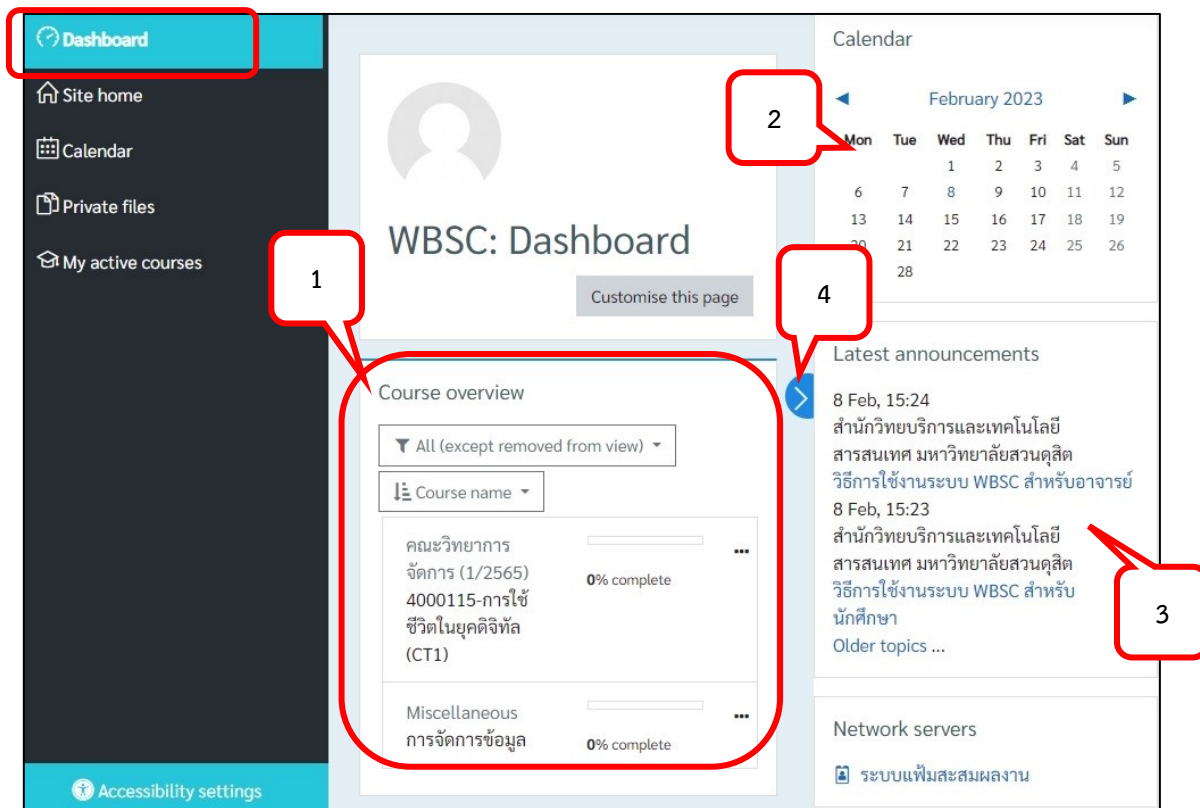 Dashboard
Site home
Calendar
Private files
My active courses
Accessibility settings
1
WBSC: Dashboard
Customise this page
Course overview
All (except removed from view)
Course name
คณะวิทยาการ
จัดการ (1/2565)
4000115-การใช้
ชีวิตในยุคดิจิทัล
(CT1)
0% complete
...
Miscellaneous
การจัดการข้อมูล
0% complete
...
2
4
Calendar
February 2023
Mon Tue Wed Thu Fri Sat Sun
1 2 3 4 5
6 7 8 9 10 11 12
13 14 15 16 17 18 19
20 21 22 23 24 25 26
28
Latest announcements
8 Feb, 15:24
สำนักวิทยบริการและเทคโนโลยี
สารสนเทศ มหาวิทยาลัยสวนดุสิต
วิธีการใช้งานระบบ WBSC สำหรับอาจารย์
8 Feb, 15:23
สำนักวิทยบริการและเทคโนโลยี
สารสนเทศ มหาวิทยาลัยสวนดุสิต
วิธีการใช้งานระบบ WBSC สำหรับ
นักศึกษา
Older topics ...
3
Network servers
ระบบแฟ้มสะสมผลงาน